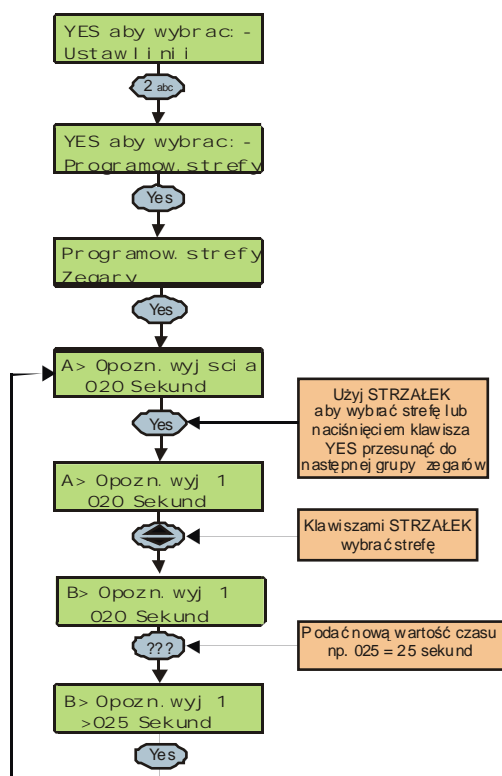 YES aby wybrac: -
Ustaw linii
2 abc
YES aby wybrac: -
Programow. strefy
Yes
Programow. strefy
Zegary
Yes
A> Opozn. wyjscia
020 Sekund
Yes
Użyj STRZAŁEK
aby wybrać strefę lub
naciśnięciem klawisza
YES przesunąć do
następnej grupy zegarów
A> Opozn. wyj 1
020 Sekund
Klawiszami STRZAŁEK
wybrać strefę
B> Opozn. wyj 1
020 Sekund
???
Podać nową wartość czasu
np. 025 = 25 sekund
B> Opozn. wyj 1
>025 Sekund
Yes